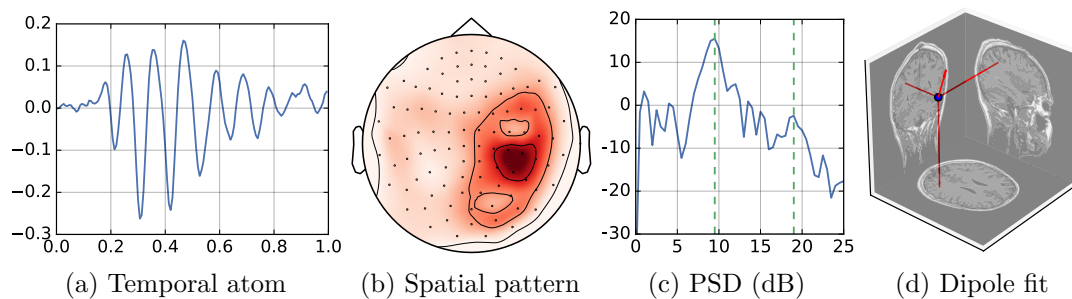 0.2
0.1
0.0
−0.1
−0.2
−0.3
0.0 0.2 0.4 0.6 0.8 1.0
20
10
0
−10
−20
−30
0 5 10 15 20 25
(a) Temporal atom
(b) Spatial pattern
(c) PSD (dB)
(d) Dipole fit